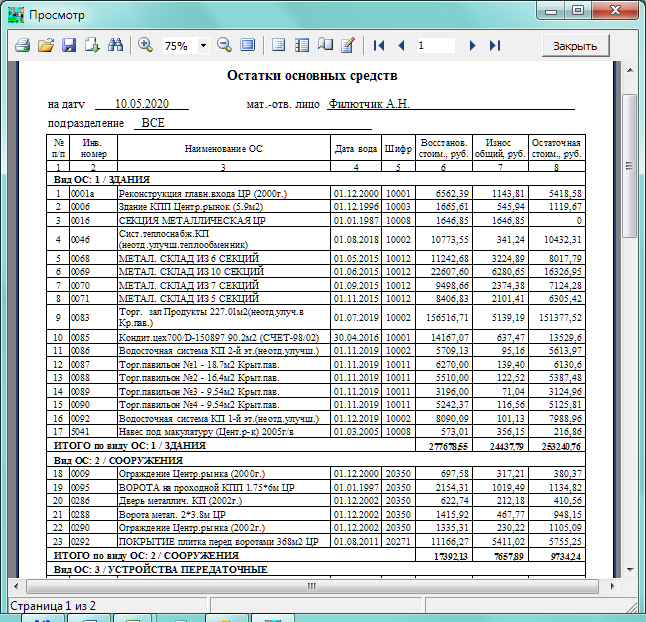 Просмотр
75%
1
Закрыть
Остатки основных средств
на дату 10.05.2020 мат.-отв. лицо Филютчик А.Н.
подразделение ВСЕ
№ п/п Инв. номер Наименование ОС Дата вода Шифр Восстанов. стоим., руб. Износ общий, руб. Остаточная стоим., руб.
1 2 3 4 5 6 7 8
Вид ОС: 1 / ЗДАНИЯ
1 0001а Реконструкция главн.входа ЦР (2000г.) 01.12.2000 10001 6562,39 1143,81 5418,58
2 0006 Здание КПП Центр.рынок (5.9м2) 01.12.1996 10003 1665,61 545,94 1119,67
3 0016 СЕКЦИЯ МЕТАЛЛИЧЕСКАЯ ЦР 01.01.1987 10008 1646,85 1646,85 0
4 0046 Сист.теплоснабж.КП (неотд.улучш.теплообменник) 01.08.2018 10002 10773,55 341,24 10432,31
5 0068 МЕТАЛ. СКЛАД ИЗ 6 СЕКЦИЙ 01.05.2012 10012 11242,68 3224,89 8017,79
6 0069 МЕТАЛ. СКЛАД ИЗ 10 СЕКЦИЙ 01.06.2015 10012 22607,60 6280,65 16326,95
7 0070 МЕТАЛ. СКЛАД ИЗ 7 СЕКЦИЙ 01.09.2015 10012 9498,66 2374,38 7124,28
8 0071 МЕТАЛ. СКЛАД ИЗ 5 СЕКЦИЙ 01.11.2015 10012 8406,83 2101,41 6305,42
9 0083 Торг. зал Продукты 227.01м2(неотд.улуч.в Кр.пав.) 01.07.2019 10002 156516,71 5139,19 151377,52
10 0085 Кондит.цех700/D-150897 90.2м2 (СЧЕТ-98/02) 30.04.2016 10001 14167,07 637,47 13529,6
11 0086 Водосточная система КП 2-й эт.(неотд.улучш.) 01.11.2019 10002 5709,13 95,16 5613,97
12 0087 Торг.павильон №1 - 18.7м2 Крыт.пав. 01.11.2019 10011 6270,00 139,40 6130,6
13 0088 Торг.павильон №2 - 16.4м2 Крыт.пав. 01.11.2019 10011 5510,00 122,52 5387,48
14 0089 Торг.павильон №3 - 9.54м2 Крыт.пав. 01.11.2019 10011 3196,00 71,04 3124,96
15 0090 Торг.павильон №4 - 9.54м2 Крыт.пав. 01.11.2019 10011 5242,37 116,56 5125,81
16 0092 Водосточная система КП 1-й эт.(неотд.улучш.) 01.12.2019 10002 8090,09 101,13 7988,96
17 5041 Навес под макулатуру (Цент.р-к) 2005г/в 01.03.2005 10008 573,01 356,15 216,86
ИТОГО по виду ОС: 1 / ЗДАНИЯ 277678,55 24437,79 253240,76
Вид ОС: 2 / СООРУЖЕНИЯ
18 0009 Ограждение Центр.рынка (2000г.) 01.12.2000 20350 697,58 317,21 380,37
19 0095 ВОРОТА на проходной КПП 1.75*6м ЦР 01.01.1997 20350 2154,31 1019,49 1134,82
20 0286 Дверь металлич. КП (2002г.) 01.12.2002 20350 622,74 212,18 410,56
21 0288 Ворота метал. 2*3.8м ЦР 01.12.2002 20350 1415,92 467,77 948,15
22 0290 Ограждение Центр.рынка (2002г.) 01.12.2002 20350 1335,31 230,22 1105,09
23 0292 ПОКРЫТИЕ плитка перед воротами 368м2 ЦР 01.08.2011 20271 11166,27 5411,02 5755,25
ИТОГО по виду ОС: 2 / СООРУЖЕНИЯ 17392,13 7657,89 9734,24
Вид ОС: 3 / УСТРОЙСТВА ПЕРЕДАТОЧНЫЕ
Страница 1 из 2